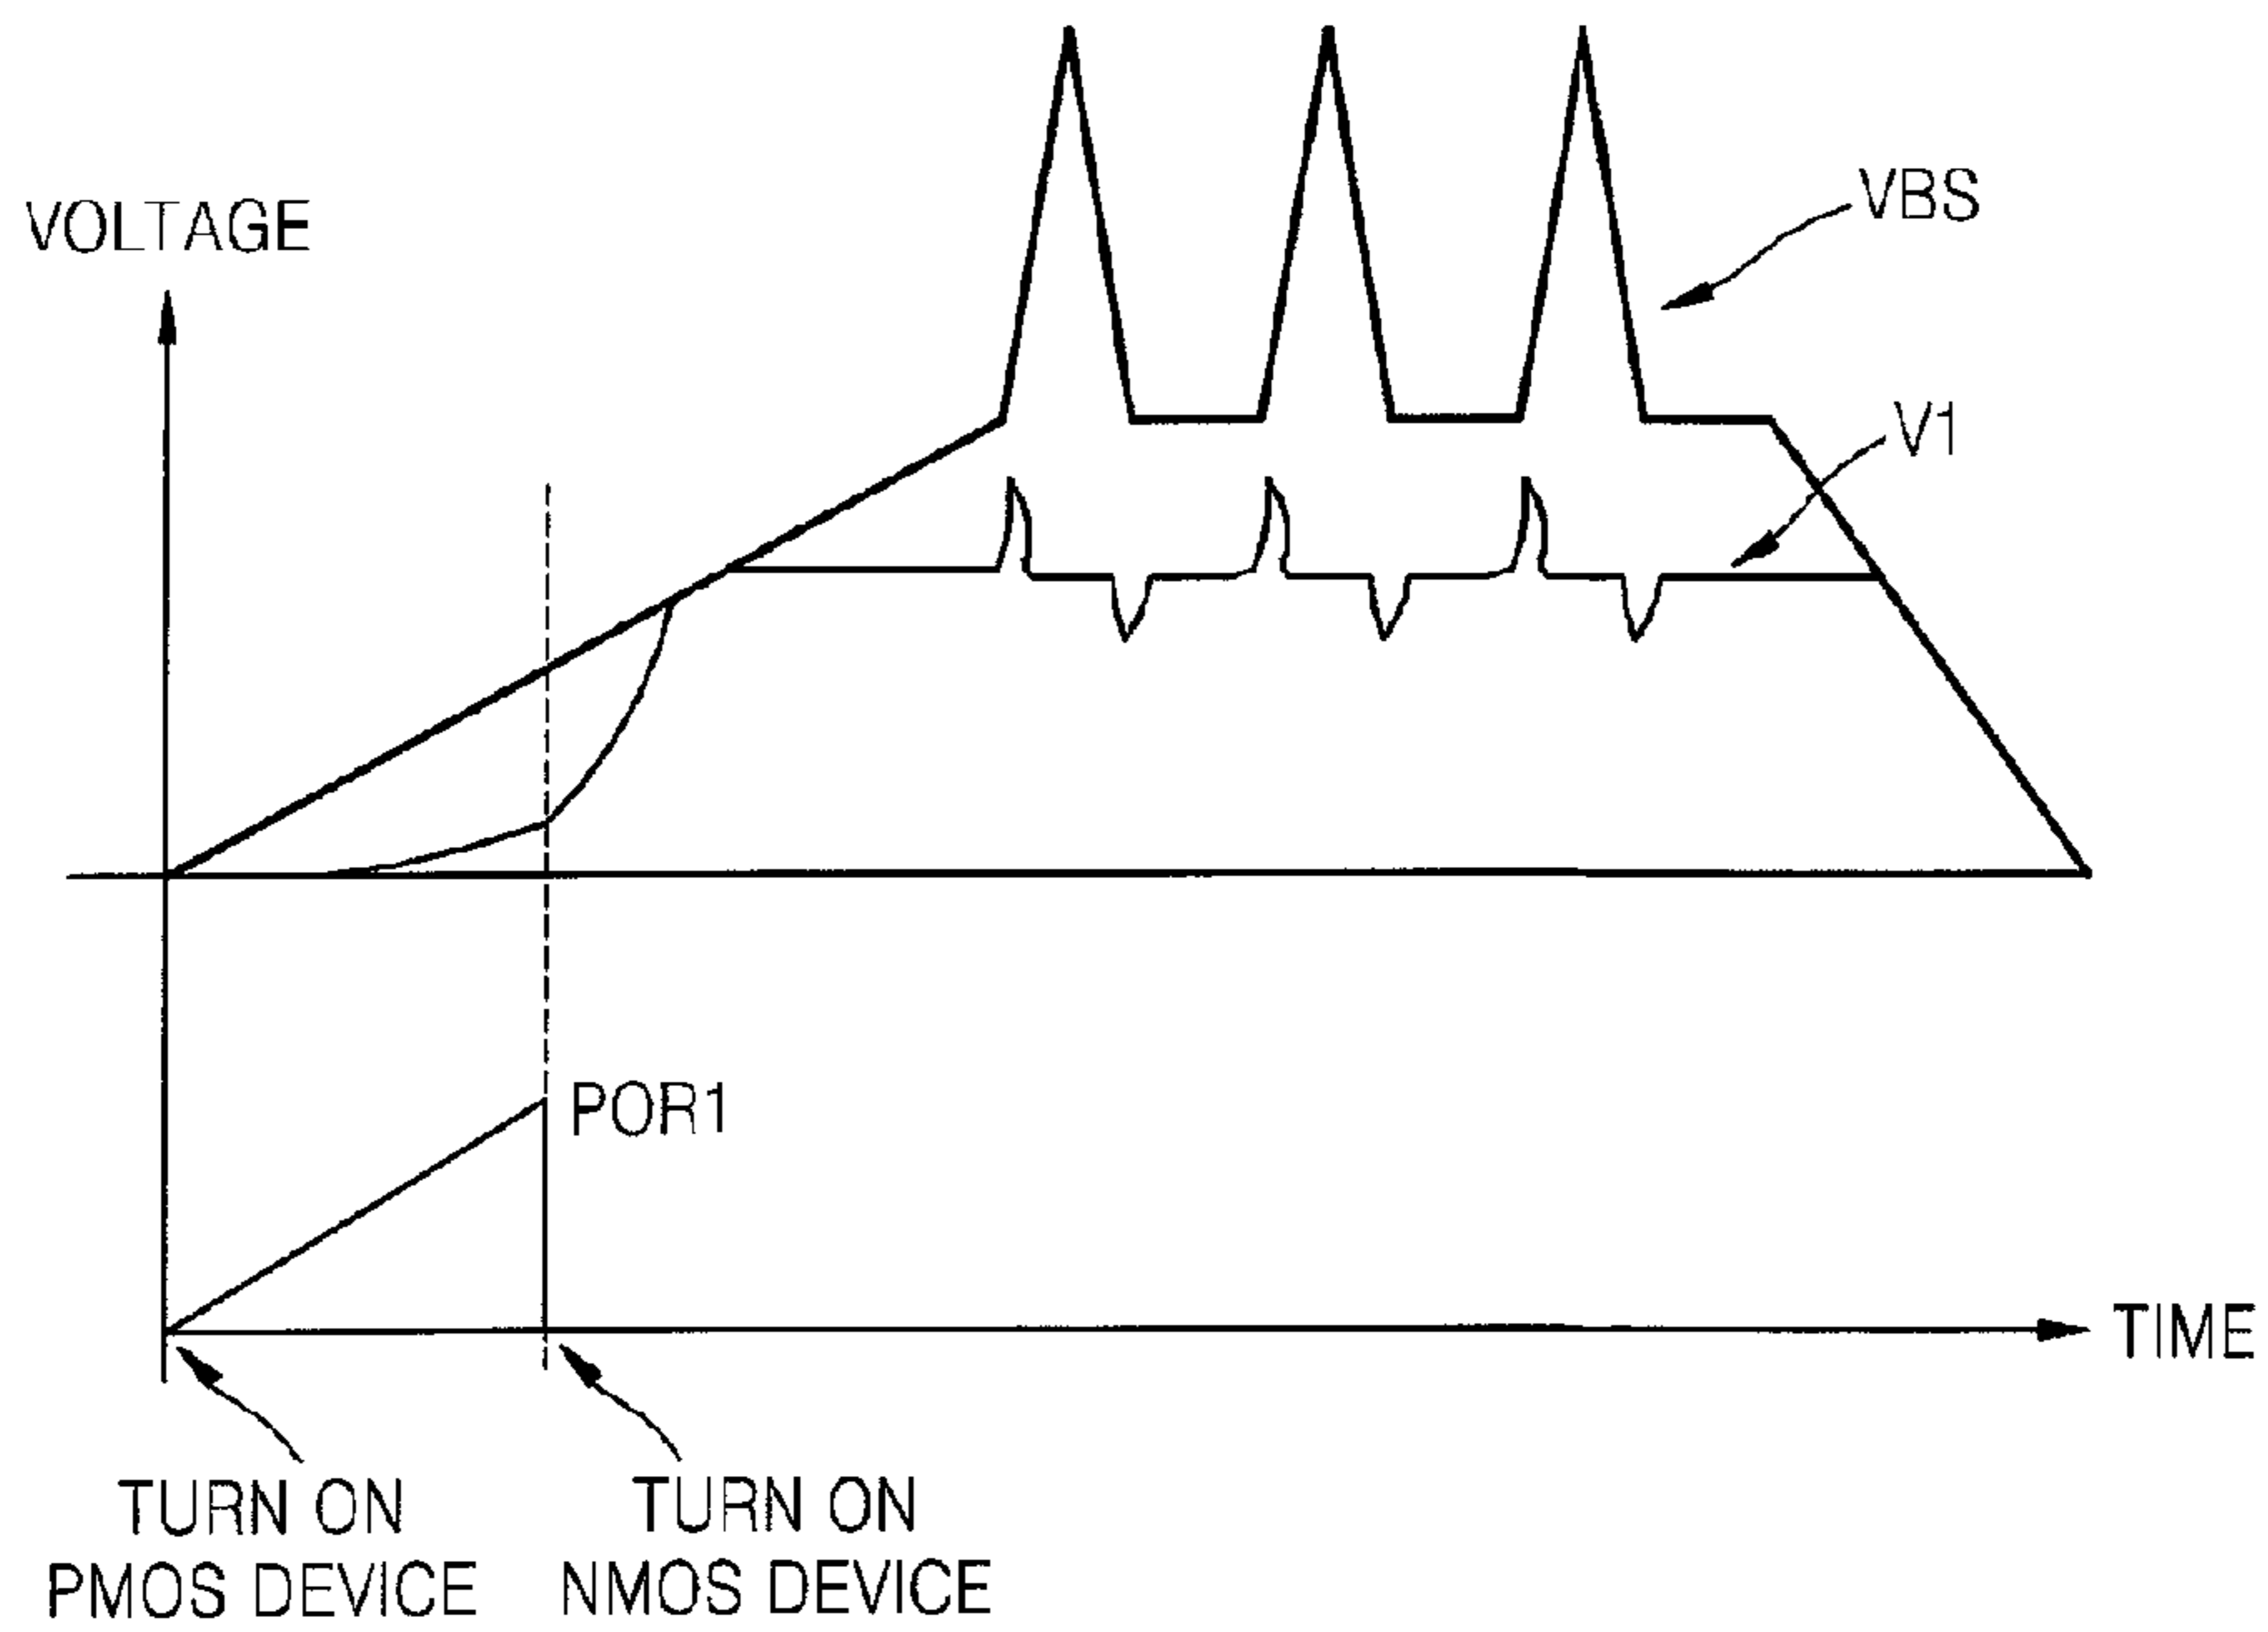 VOLTAGE
VBS
V1
POR1
TIME
TURN ON
PMOS DEVICE
TURN ON
NMOS DEVICE